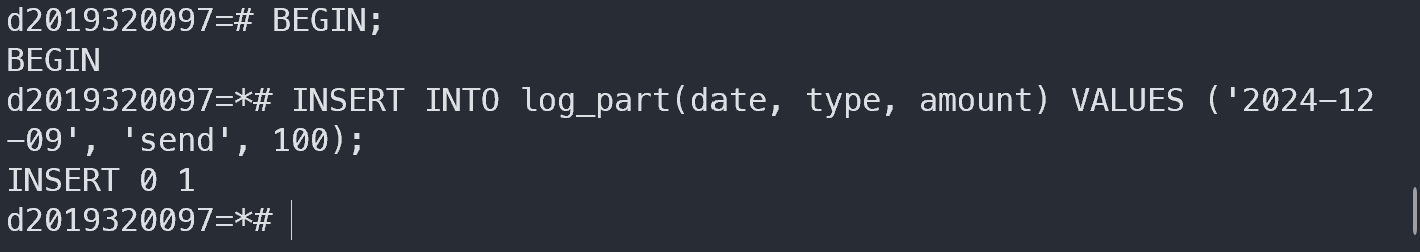 d2019320097=# BEGIN;
BEGIN
d2019320097=*# INSERT INTO log_part(date, type, amount) VALUES ('2024-12
-09', 'send', 100);
INSERT 0 1
d2019320097=*#